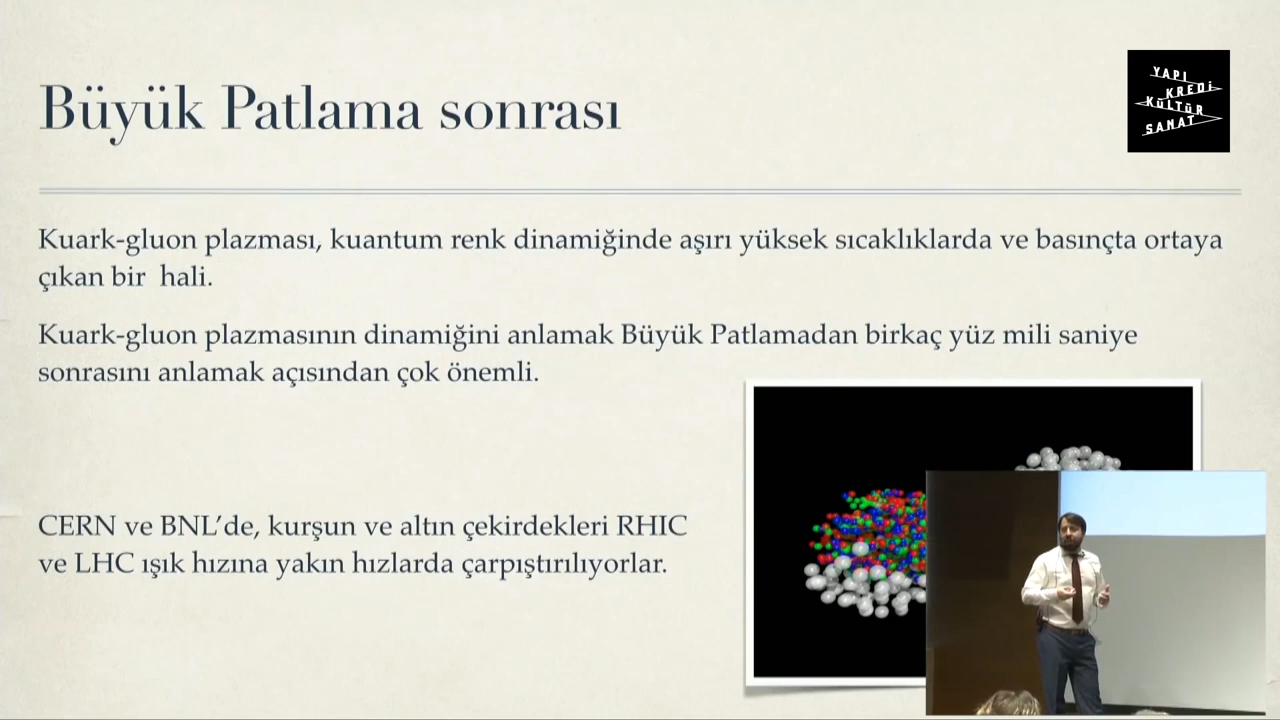 Büyük Patlama sonrası
YAPI
KREDİ
KÜLTÜR
SANAT
Kuark-gluon plazması, kuantum renk dinamiğinde aşırı yüksek sıcaklıklarda ve basınçta ortaya
çıkan bir hali.
Kuark-gluon plazmasının dinamiğini anlamak Büyük Patlamadan birkaç yüz mili saniye
sonrasını anlamak açısından çok önemli.
CERN ve BNL’de, kurşun ve altın çekirdekleri RHIC
ve LHC ışık hızına yakın hızlarda çarpıştırılıyorlar.